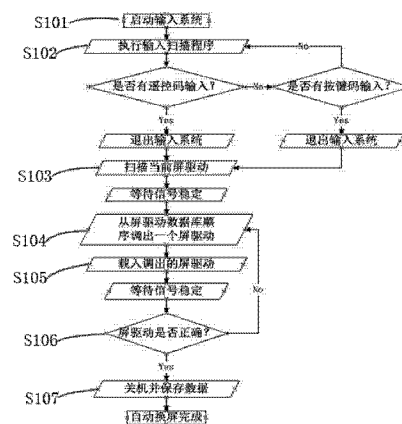 S101
启动输入系统
S102
执行输入扫描程序
No
是否有遥控码输入?
No
是否有按键码输入?
Yes
Yes
退出输入系统
退出输入系统
S103
扫描当前屏驱动
等待信号稳定
S104
从屏驱动数据库顺
序调出一个屏驱动
S105
载入调出的屏驱动
等待信号稳定
No
S106
屏驱动是否正确?
Yes
S107
关机并保存数据
自动换屏完成